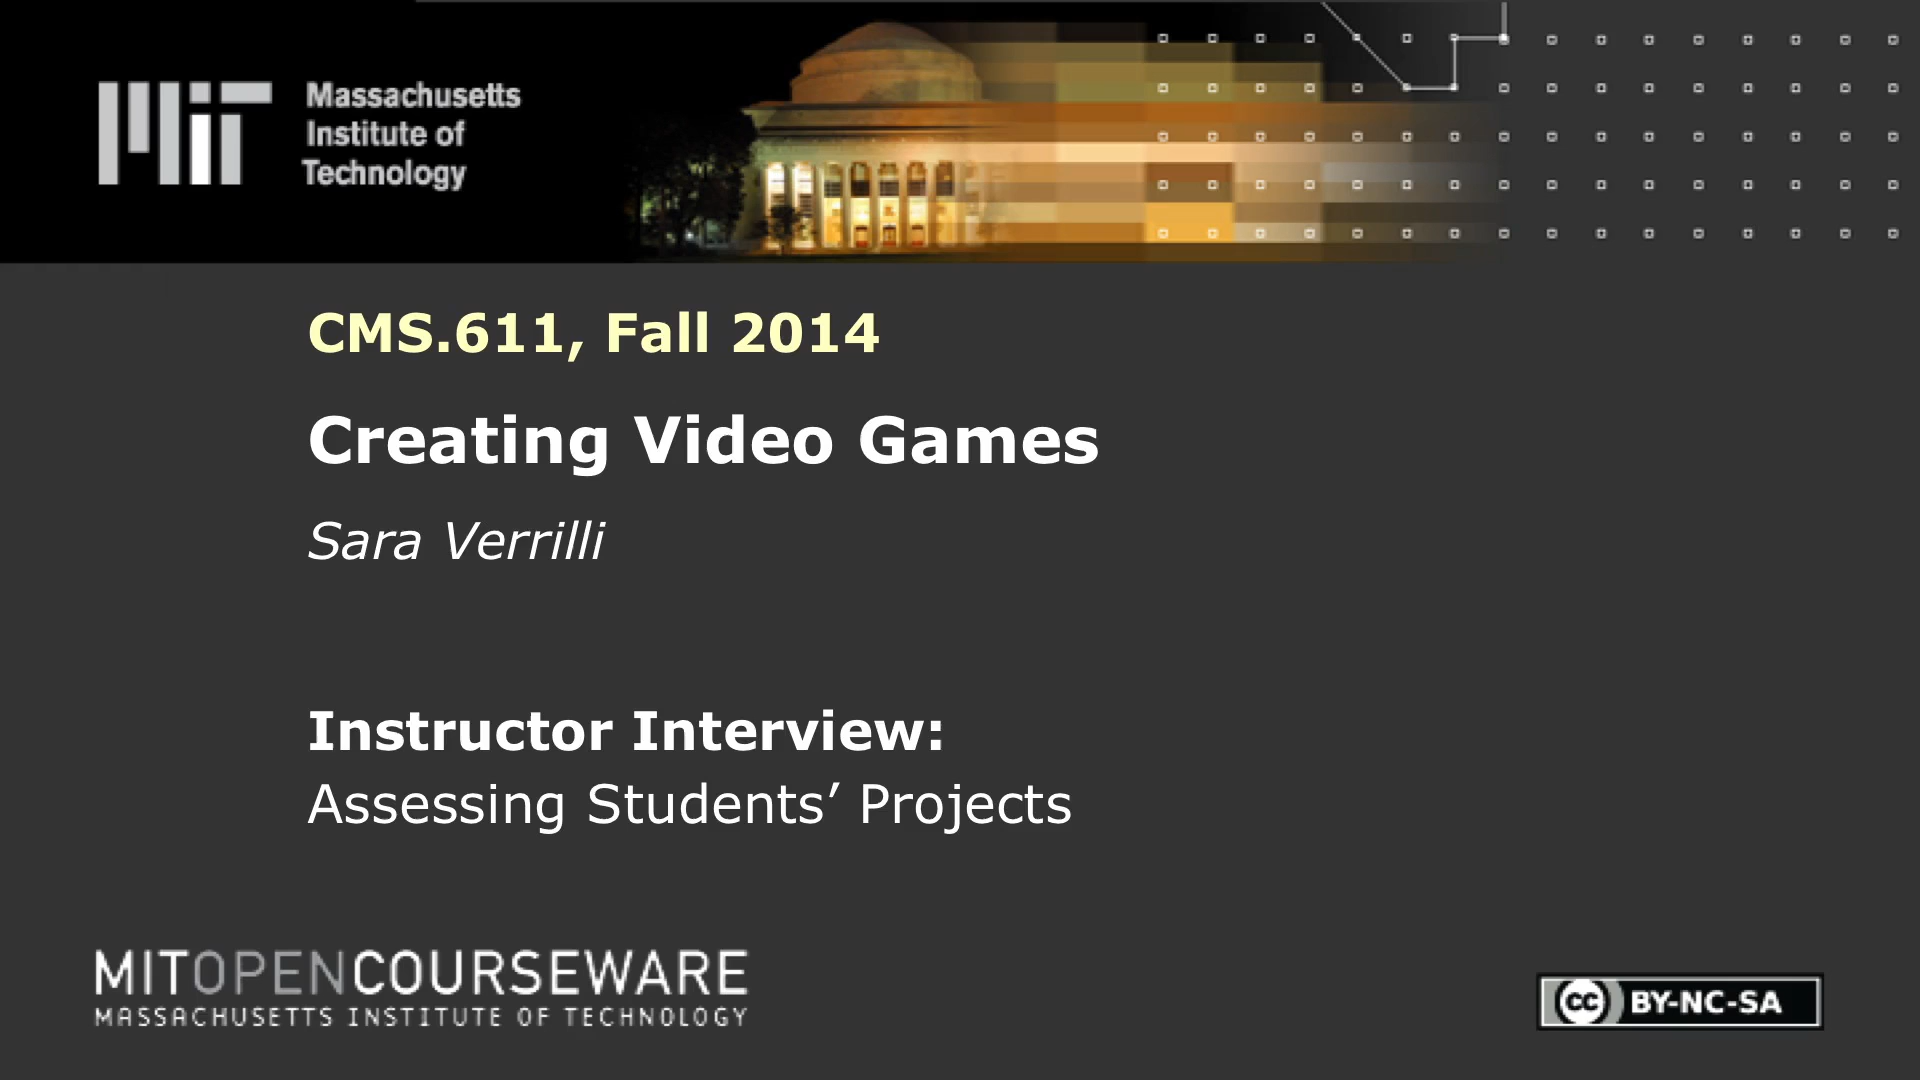 MIT
Massachusetts
Institute of
Technology
CMS.611, Fall 2014
Creating Video Games
Sara Verrilli
Instructor Interview:
Assessing Students’ Projects
MITOPENCOURSEWARE
MASSACHUSETTS INSTITUTE OF TECHNOLOGY
cc BY-NC-SA